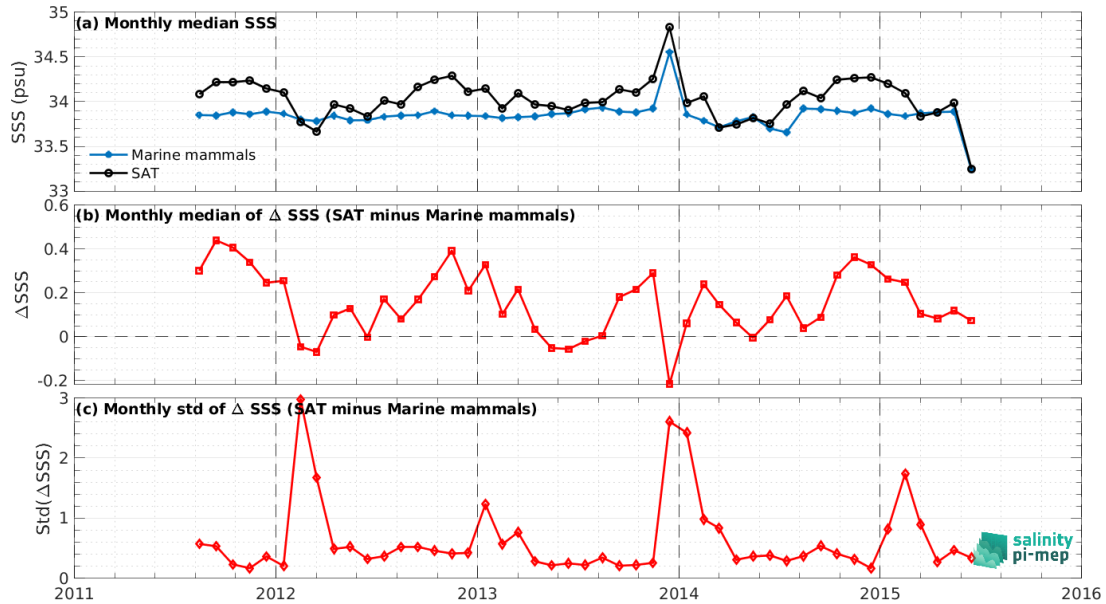 (a) Monthly median SSS
35
34.5
34
33.5
33
SSS (psu)
Marine mammals
SAT
(b) Monthly median of Δ SSS (SAT minus Marine mammals)
0.6
0.4
0.2
0
-0.2
ΔSSS
(c) Monthly std of Δ SSS (SAT minus Marine mammals)
3
2
1
0
Std(ΔSSS)
salinity
pi-mep
2011 2012 2013 2014 2015 2016